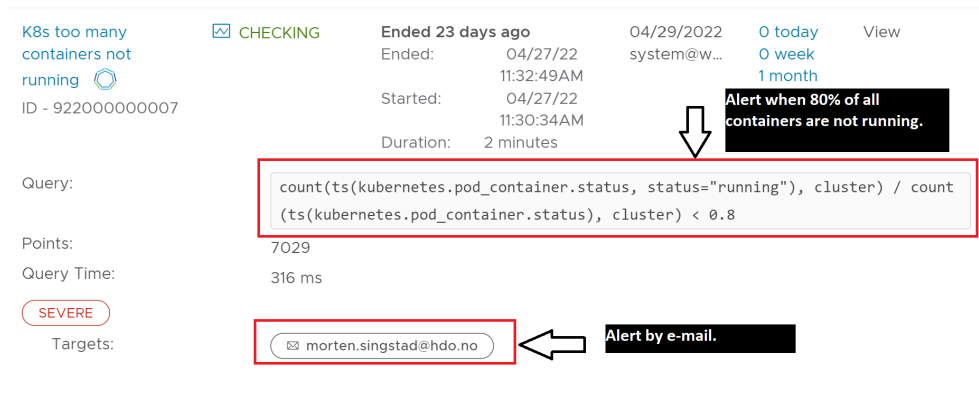 K8s too many
containers not
running
ID - 922000000007
CHECKING
Ended 23 days ago
Ended: 04/27/22
11:32:49AM
Started: 04/27/22
11:30:34AM
Duration: 2 minutes
04/29/2022
system@w...
0 today
0 week
1 month
View
Alert when 80% of all
containers are not running.
Query:
count(ts(kubernetes.pod_container.status, status="running"), cluster) / count
(ts(kubernetes.pod_container.status), cluster) < 0.8
Points: 7029
Query Time: 316 ms
SEVERE
Targets: morten.singstad@hdo.no
Alert by e-mail.